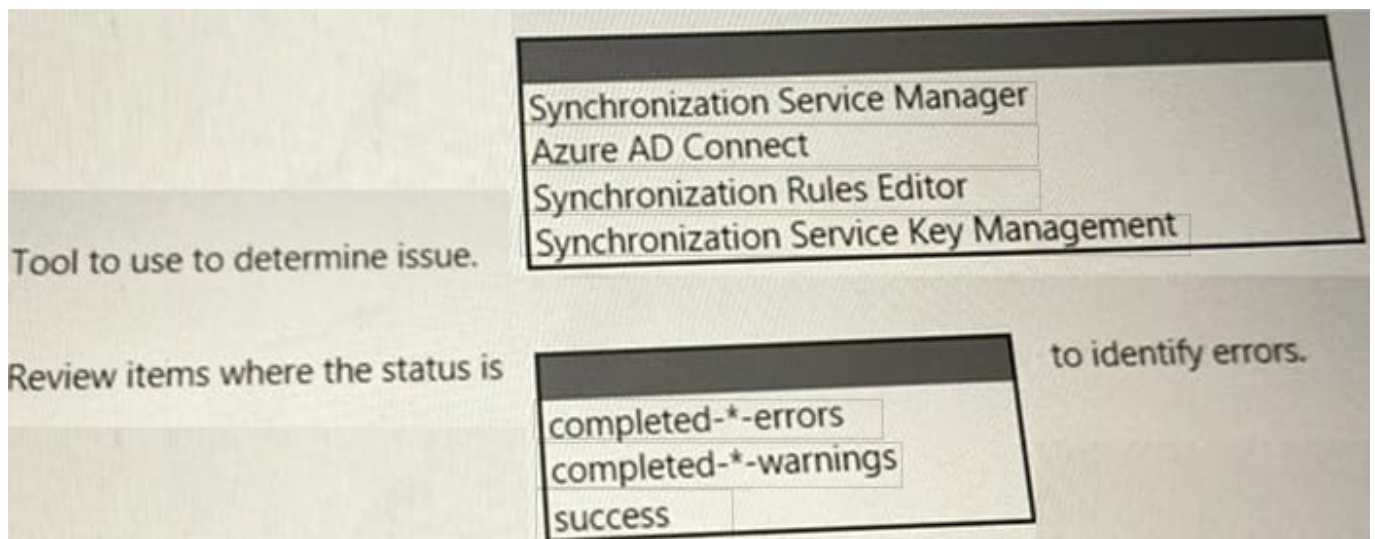 Synchronization Service Manager
Azure AD Connect
Synchronization Rules Editor
Synchronization Service Key Management
Tool to use to determine issue.
Review items where the status is
to identify errors.
completed-*-errors
completed-*-warnings
success